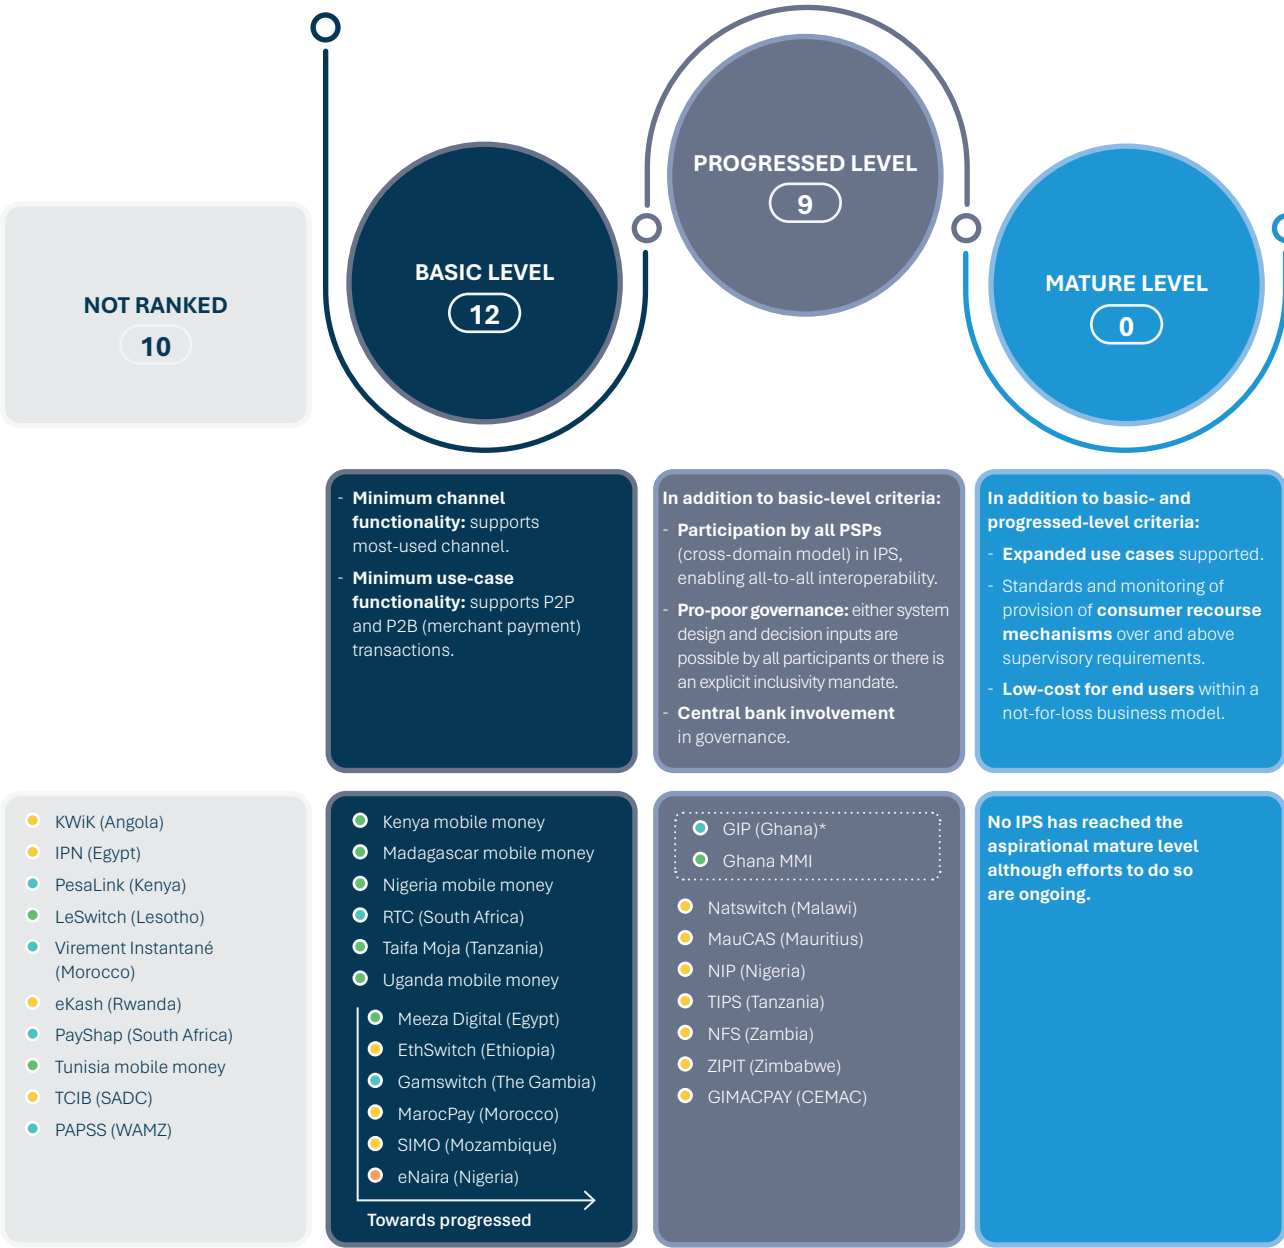 NOT RANKED
10
BASIC LEVEL
12
PROGRESSED LEVEL
9
MATURE LEVEL
0
- Minimum channel
functionality: supports
most-used channel.
- Minimum use-case
functionality: supports P2P
and P2B (merchant payment)
transactions.
In addition to basic-level criteria:
- Participation by all PSPs
(cross-domain model) in IPS,
enabling all-to-all interoperability.
- Pro-poor governance: either system
design and decision inputs are
possible by all participants or there is
an explicit inclusivity mandate.
- Central bank involvement
in governance.
In addition to basic- and
progressed-level criteria:
- Expanded use cases supported.
- Standards and monitoring of
provision of consumer recourse
mechanisms over and above
supervisory requirements.
- Low-cost for end users within a
not-for-loss business model.
KWiK (Angola)
IPN (Egypt)
PesaLink (Kenya)
LeSwitch (Lesotho)
Virement Instantané
(Morocco)
eKash (Rwanda)
PayShap (South Africa)
Tunisia mobile money
TCIB (SADC)
PAPSS (WAMZ)
Kenya mobile money
Madagascar mobile money
Nigeria mobile money
RTC (South Africa)
Taifa Moja (Tanzania)
Uganda mobile money
Meeza Digital (Egypt)
EthSwitch (Ethiopia)
Gamswitch (The Gambia)
MarocPay (Morocco)
SIMO (Mozambique)
eNaira (Nigeria)
Towards progressed
GIP (Ghana)*
Ghana MMI
Natswitch (Malawi)
MauCAS (Mauritius)
NIP (Nigeria)
TIPS (Tanzania)
NFS (Zambia)
ZIPIT (Zimbabwe)
GIMACPAY (CEMAC)
No IPS has reached the
aspirational mature level
although efforts to do so
are ongoing.